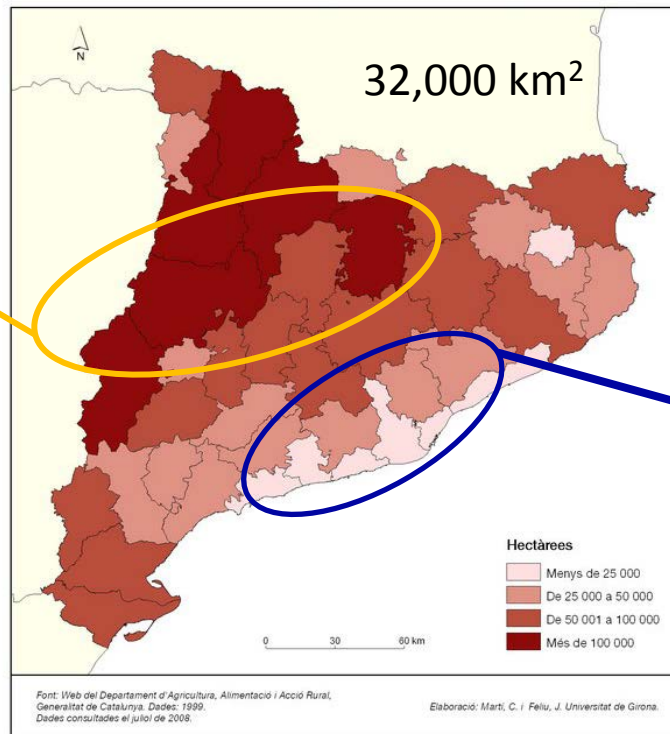 N
32,000 km²
Hectàrees
Menys de 25 000
De 25 000 a 50 000
De 50 001 a 100 000
Més de 100 000
0 30 60 km
Font: Web del Departament d'Agricultura, Alimentació i Acció Rural,
Generalitat de Catalunya. Dades: 1999.
Dades consultades el juliol de 2008.
Elaboració: Martí, C. i Feliu, J. Universitat de Girona.